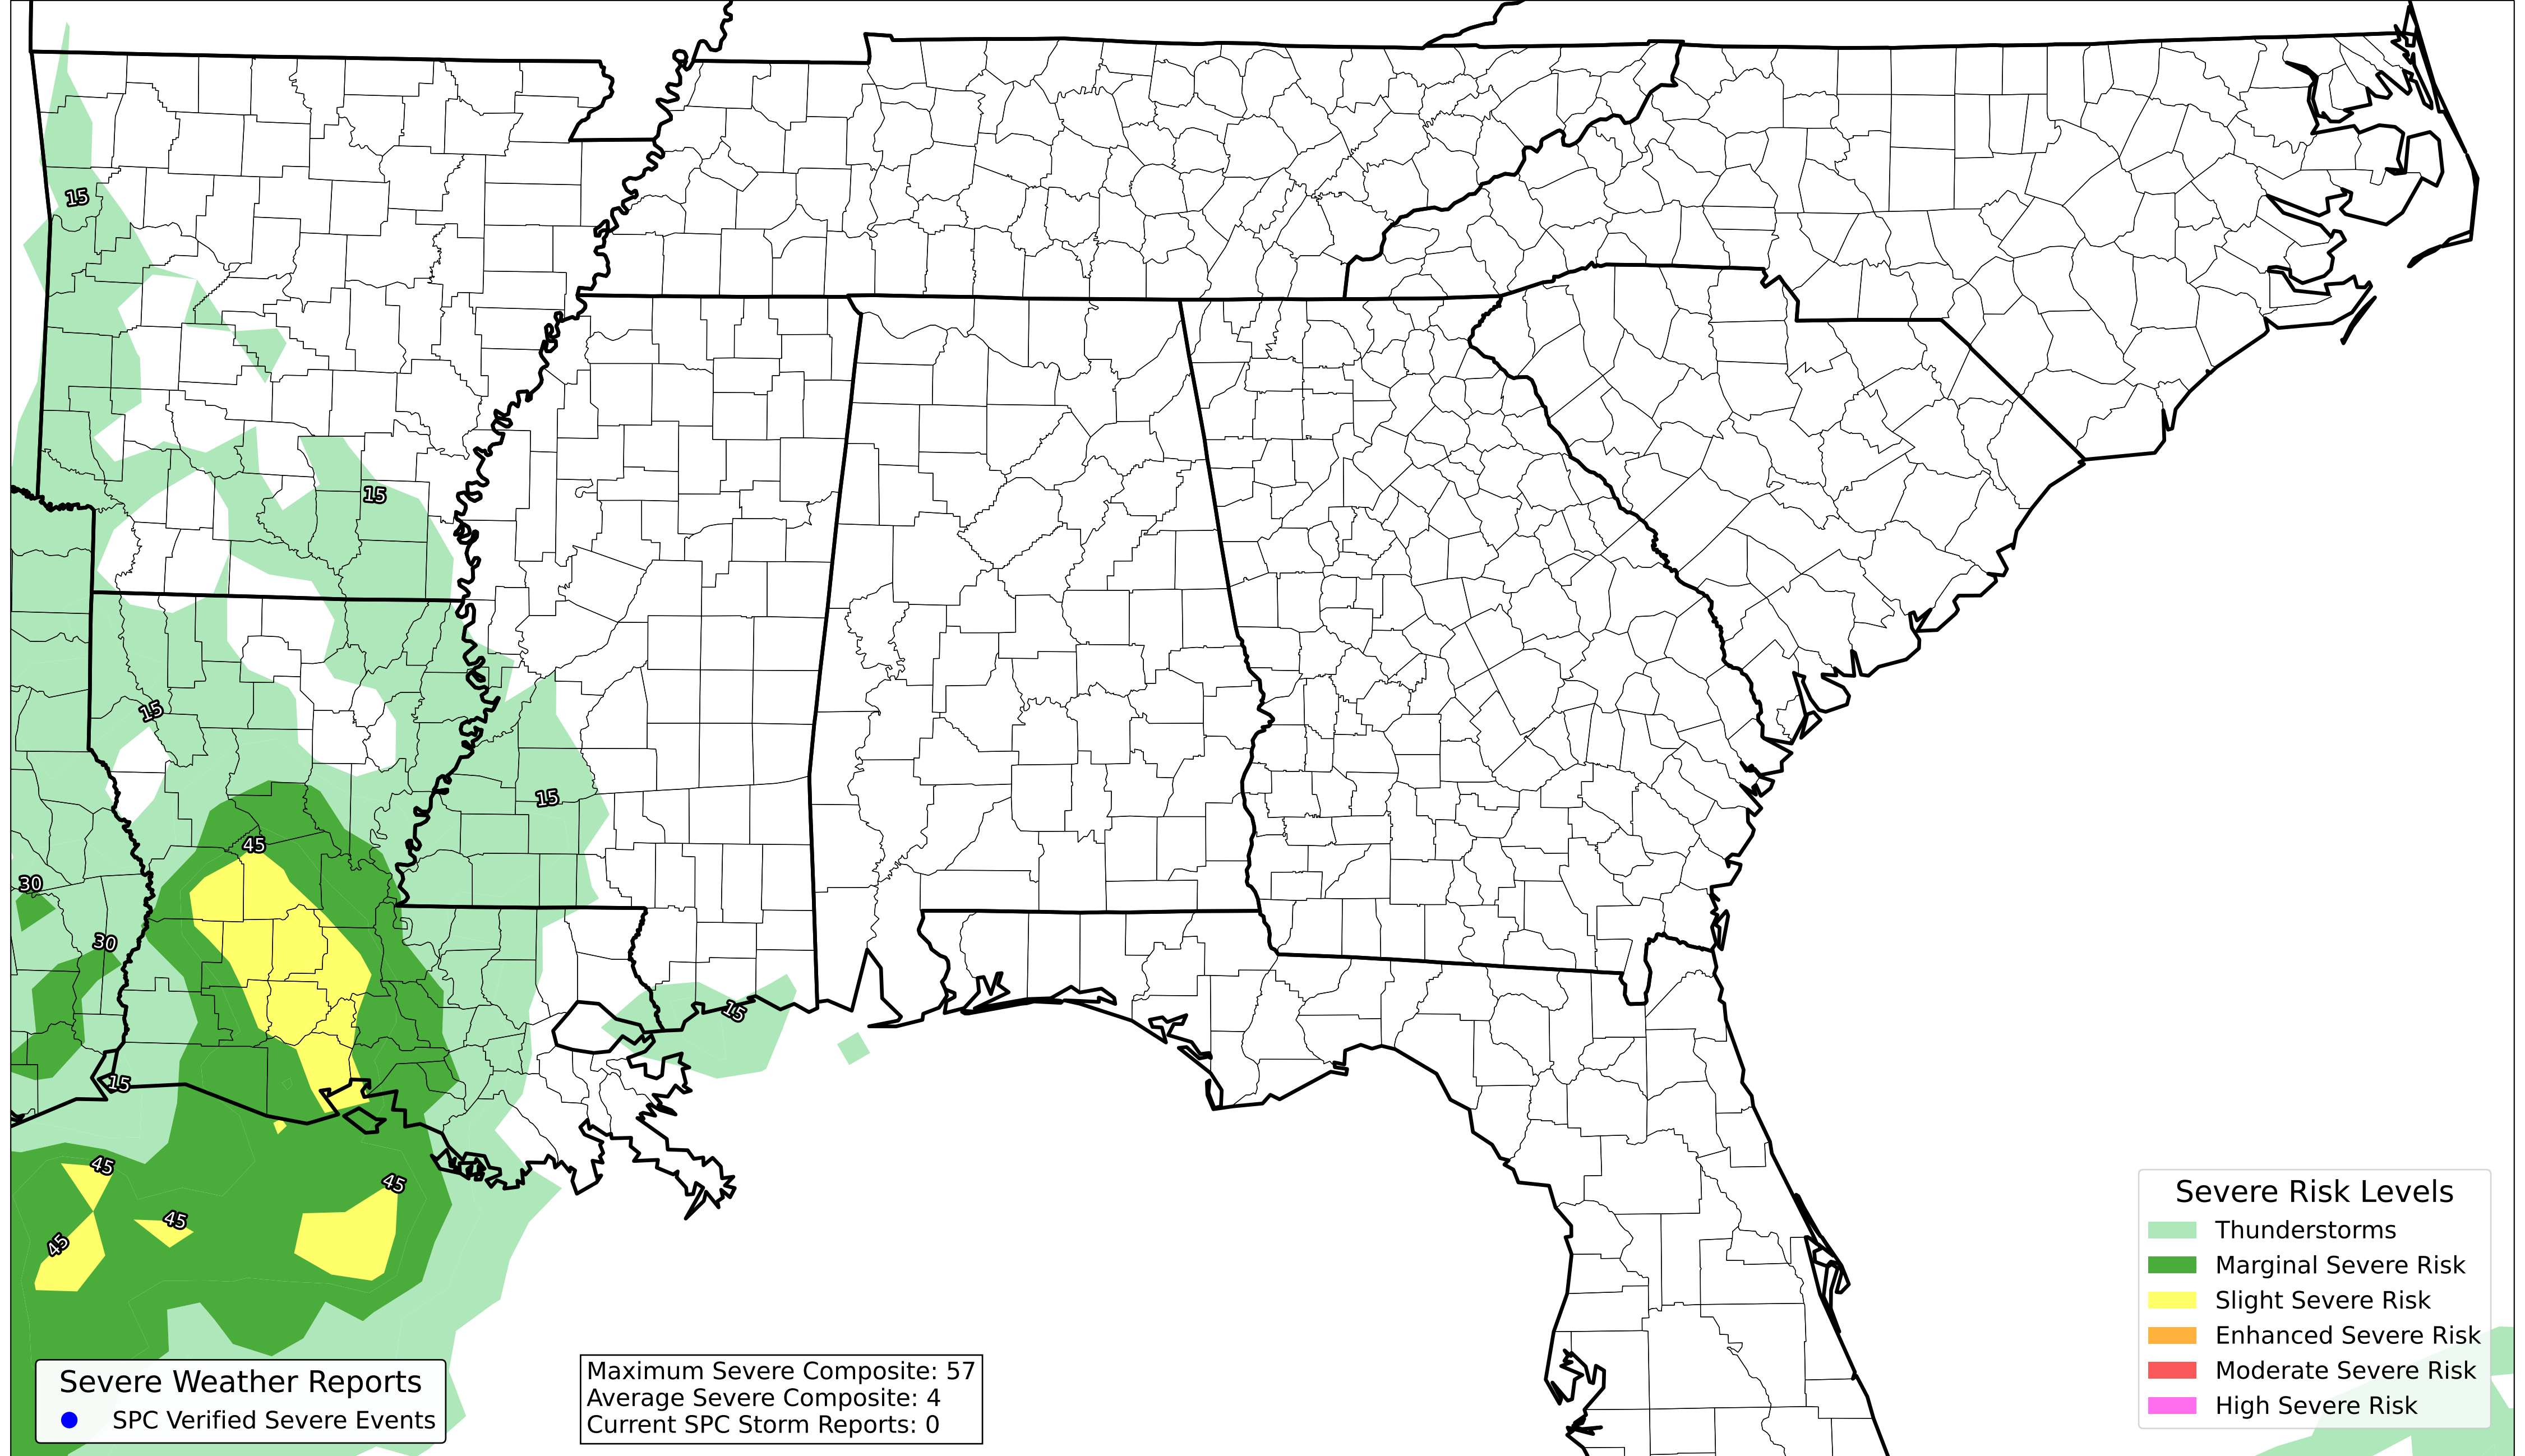 15
15
15
15
45
30
30
15
15
45
45
45
45
Severe Risk Levels
Thunderstorms
Marginal Severe Risk
Slight Severe Risk
Enhanced Severe Risk
Moderate Severe Risk
High Severe Risk
Severe Weather Reports
SPC Verified Severe Events
Maximum Severe Composite: 57
Average Severe Composite: 4
Current SPC Storm Reports: 0